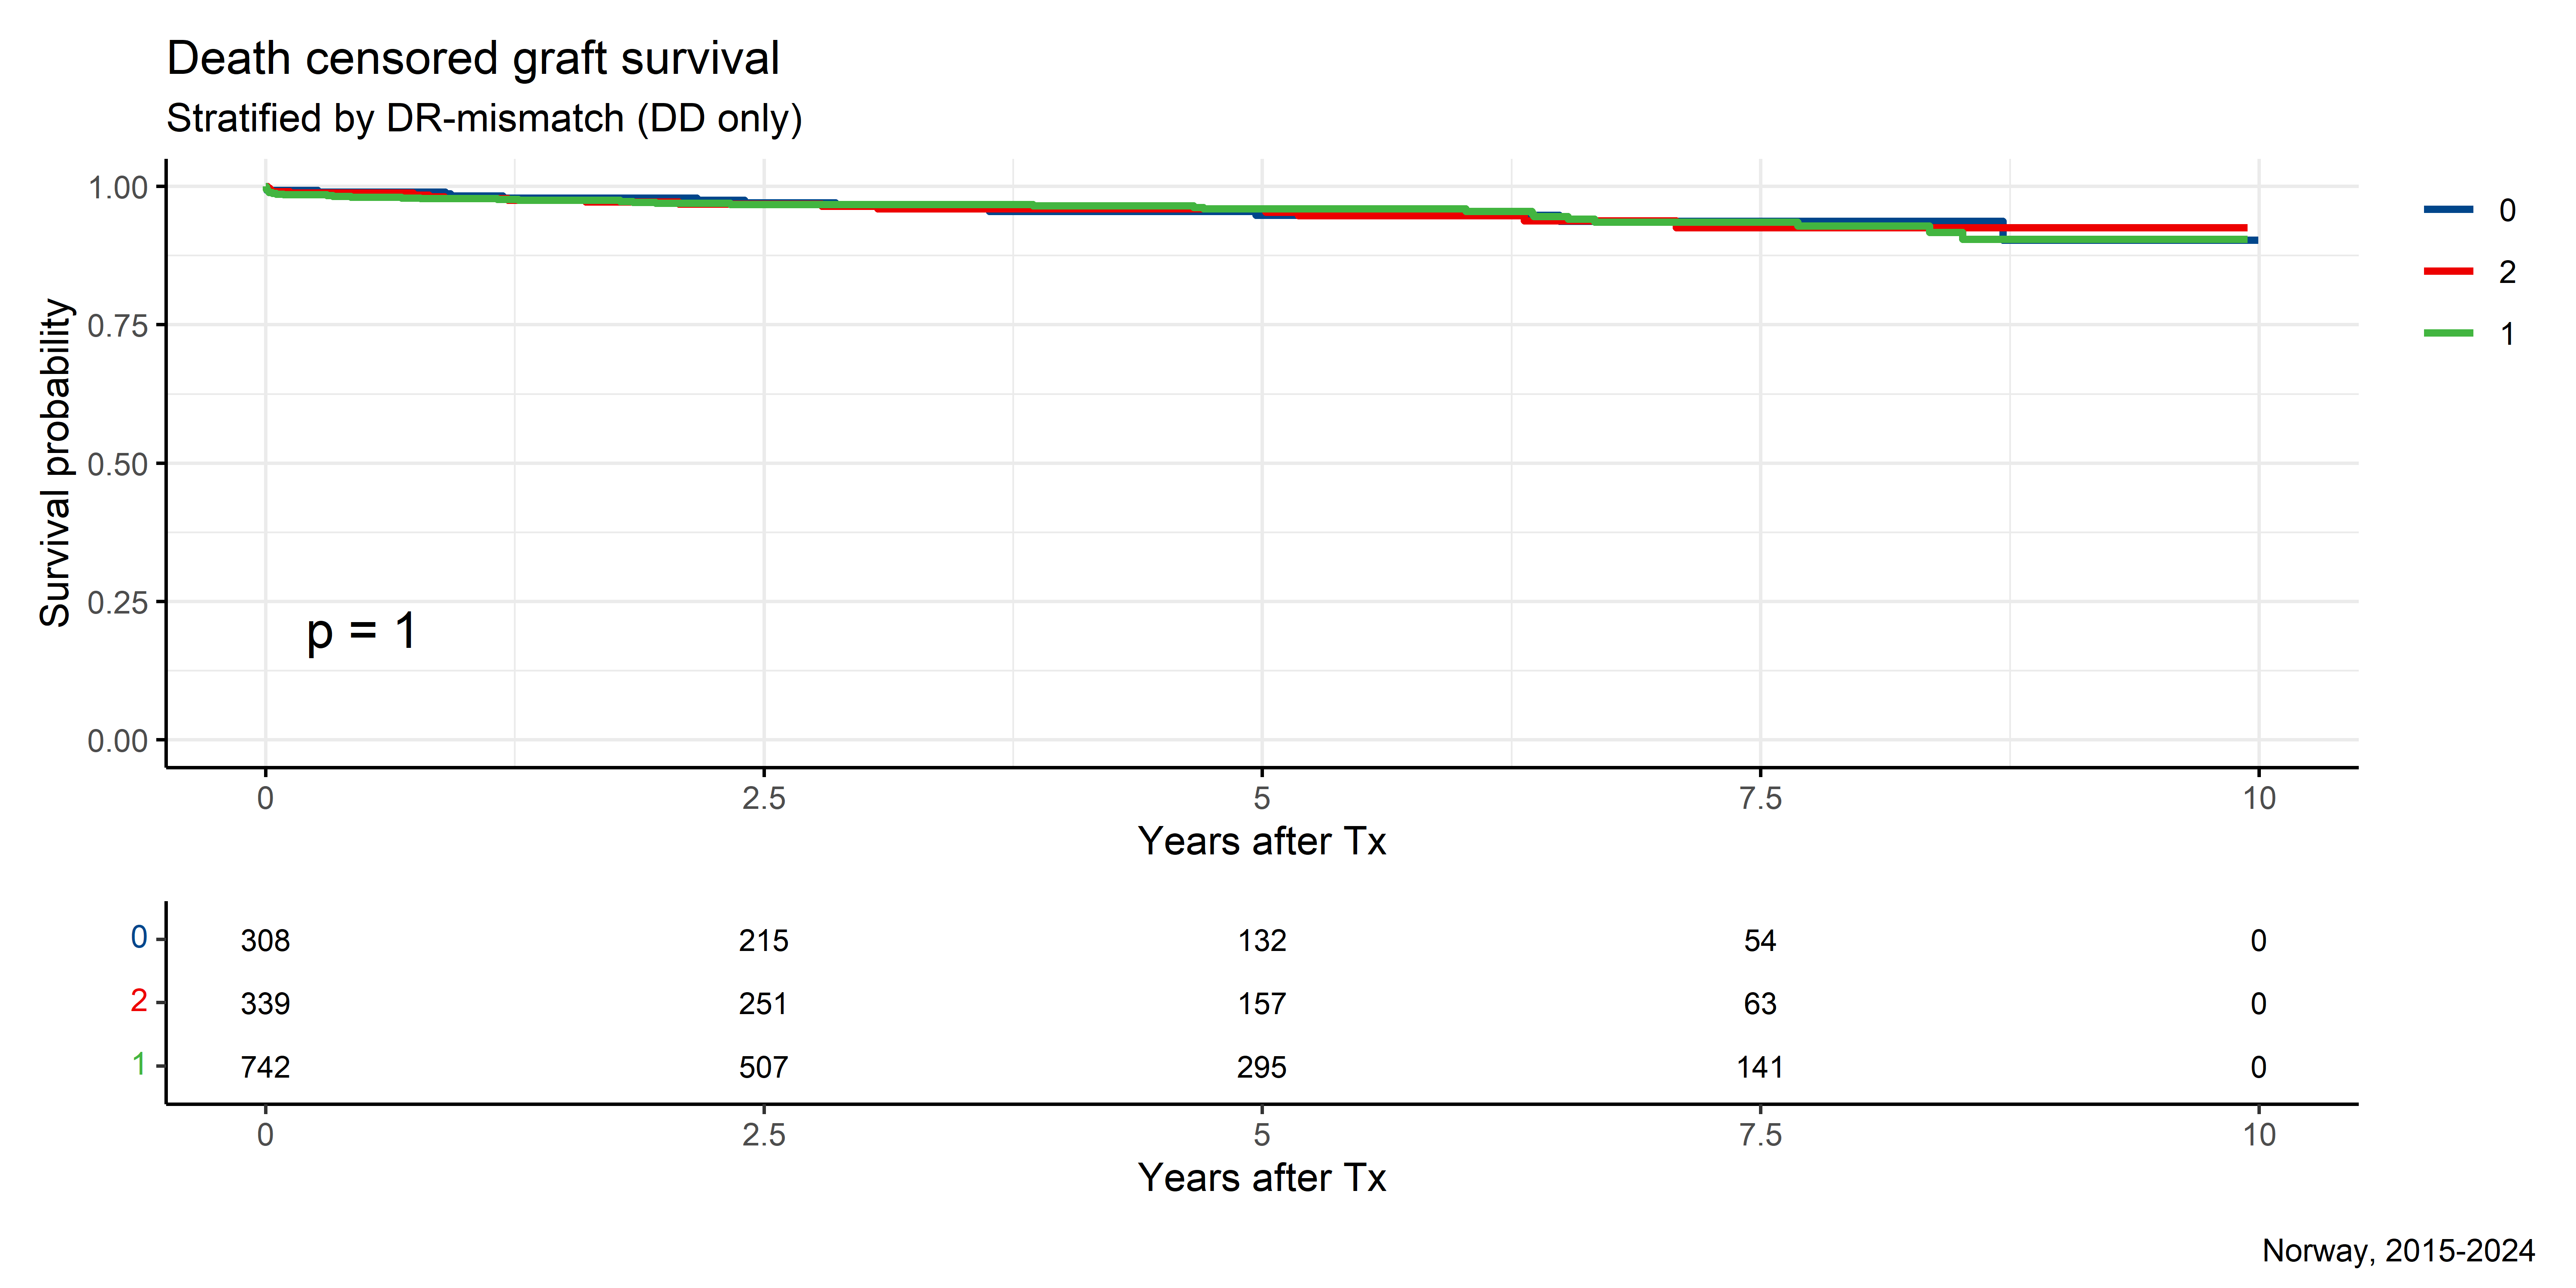 Death censored graft survival
Stratified by DR-mismatch (DD only)
Survival probability
1.00
0.75
0.50
0.25
0.00
p = 1
0
2
1
0 2.5 5 7.5 10
Years after Tx
0 308 215 132 54 0
2 339 251 157 63 0
1 742 507 295 141 0
0 2.5 5 7.5 10
Years after Tx
Norway, 2015-2024